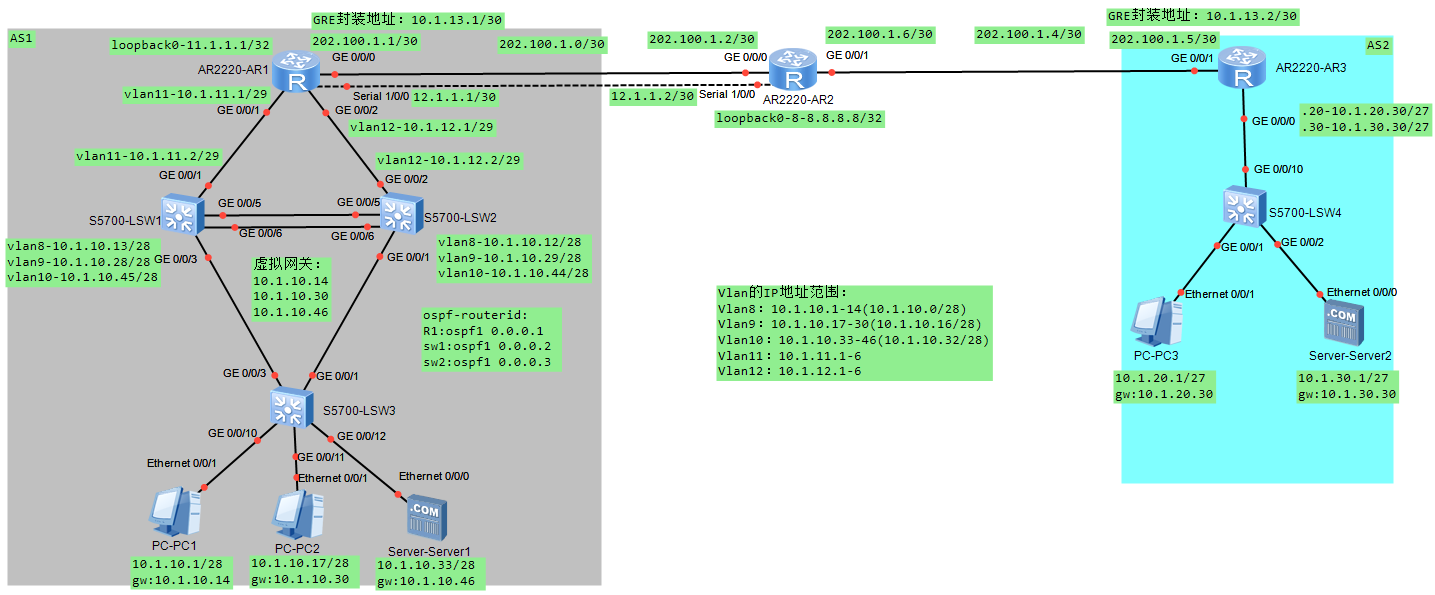 GRE封装地址：10.1.13.1/30
GRE封装地址：10.1.13.2/30
AS1
loopback0-11.1.1.1/32
202.100.1.1/30
202.100.1.0/30
202.100.1.2/30
202.100.1.6/30
202.100.1.4/30
202.100.1.5/30
AS2
GE 0/0/0
GE 0/0/0
GE 0/0/1
GE 0/0/1
AR2220-AR1
R
R
R
AR2220-AR3
vlan11-10.1.11.1/29
Serial 1/0/0
12.1.1.1/30
12.1.1.2/30
Serial 1/0/0
AR2220-AR2
GE 0/0/1
GE 0/0/2
loopback0-8-8.8.8.8/32
vlan12-10.1.12.1/29
GE 0/0/0
.20-10.1.20.30/27
.30-10.1.30.30/27
vlan11-10.1.11.2/29
vlan12-10.1.12.2/29
GE 0/0/1
GE 0/0/2
GE 0/0/10
S5700-LSW1
GE 0/0/5
GE 0/0/5
S5700-LSW2
GE 0/0/6
GE 0/0/6
S5700-LSW4
vlan8-10.1.10.13/28
vlan9-10.1.10.28/28
vlan10-10.1.10.45/28
GE 0/0/3
GE 0/0/1
vlan8-10.1.10.12/28
vlan9-10.1.10.29/28
vlan10-10.1.10.44/28
GE 0/0/1
GE 0/0/2
虚拟网关：
10.1.10.14
10.1.10.30
10.1.10.46
ospf-routerid:
R1:ospf1 0.0.0.1
sw1:ospf1 0.0.0.2
sw2:ospf1 0.0.0.3
Vlan的IP地址范围：
Vlan8：10.1.10.1-14(10.1.10.0/28)
Vlan9：10.1.10.17-30(10.1.10.16/28)
Vlan10：10.1.10.33-46(10.1.10.32/28)
Vlan11：10.1.11.1-6
Vlan12：10.1.12.1-6
Ethernet 0/0/1
Ethernet 0/0/0
.COM
PC-PC3
Server-Server2
10.1.20.1/27
gw:10.1.20.30
10.1.30.1/27
gw:10.1.30.30
GE 0/0/3
GE 0/0/1
S5700-LSW3
GE 0/0/10
GE 0/0/12
GE 0/0/11
Ethernet 0/0/1
Ethernet 0/0/1
Ethernet 0/0/0
.COM
PC-PC1
PC-PC2
Server-Server1
10.1.10.1/28
gw:10.1.10.14
10.1.10.17/28
gw:10.1.10.30
10.1.10.33/28
gw:10.1.10.46